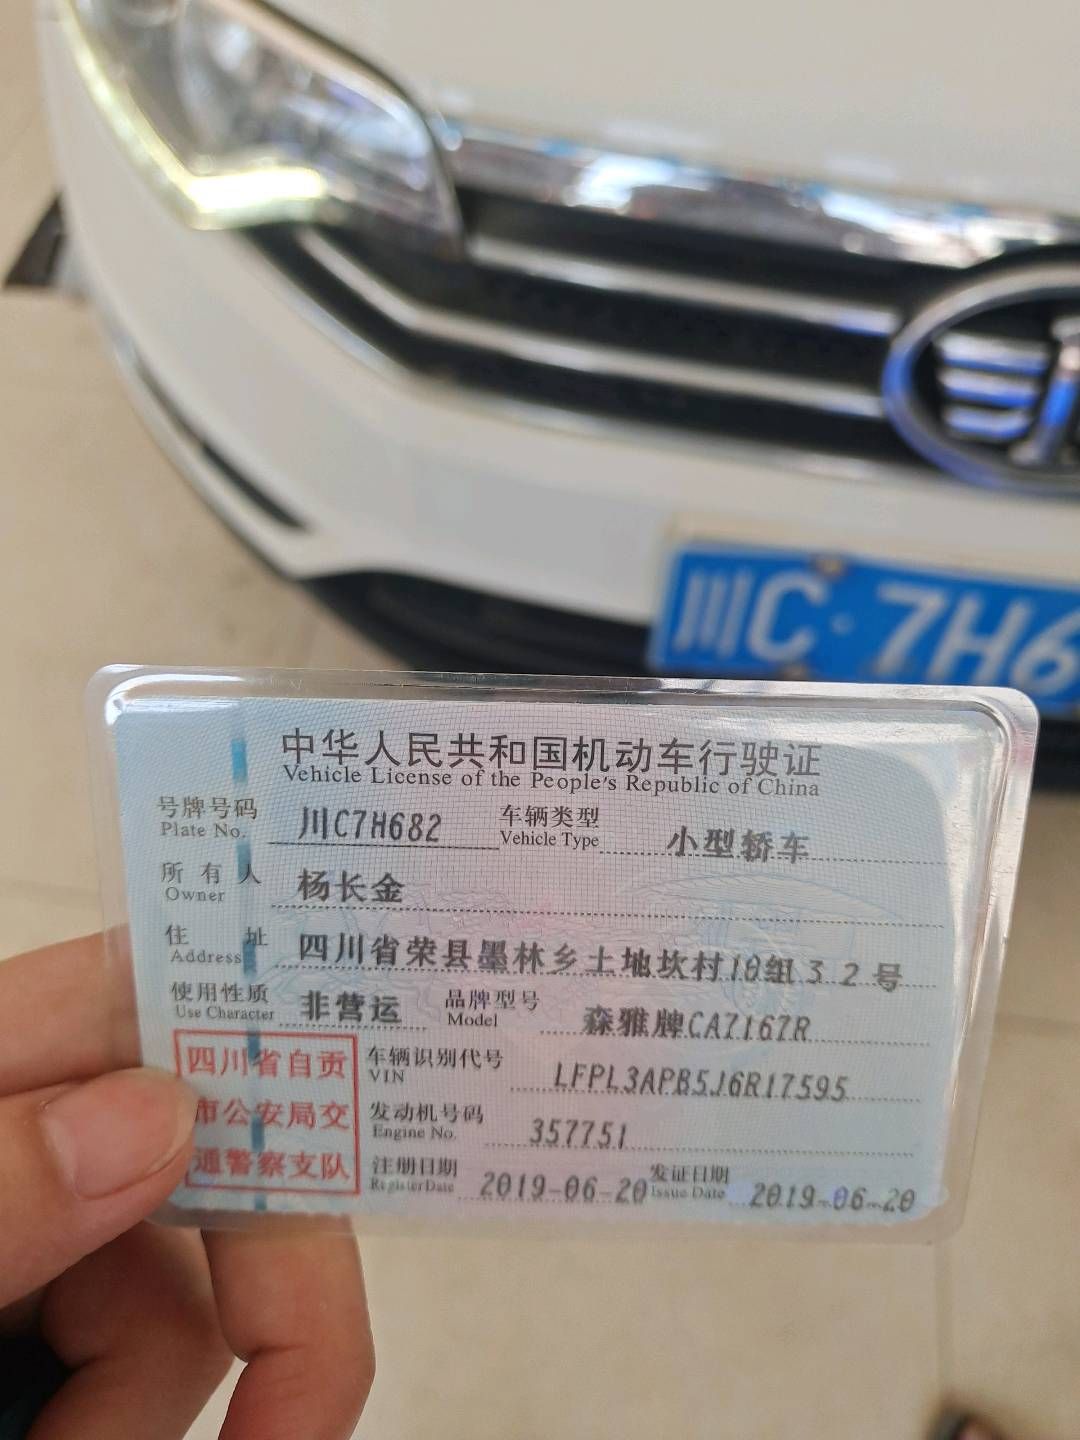 川C·7H6
中华人民共和国机动车行驶证
Vehicle License of the People's Republic of China
号牌号码 川C7H682 车辆类型 小型轿车
Plate No. Vehicle Type
所有人 杨长金
Owner
住址 四川省荣县墨林乡土地坎村10组32号
Address
使用性质 非营运 品牌型号 森雅牌CA7167R
Use Character Model
四川省自贡
市公安局交
通警察支队
车辆识别代号 LFPL3APB5J6R17595
VIN
发动机号码 357751
Engine No.
注册日期 2019-06-20 发证日期 2019-06-20
Register Date Issue Date